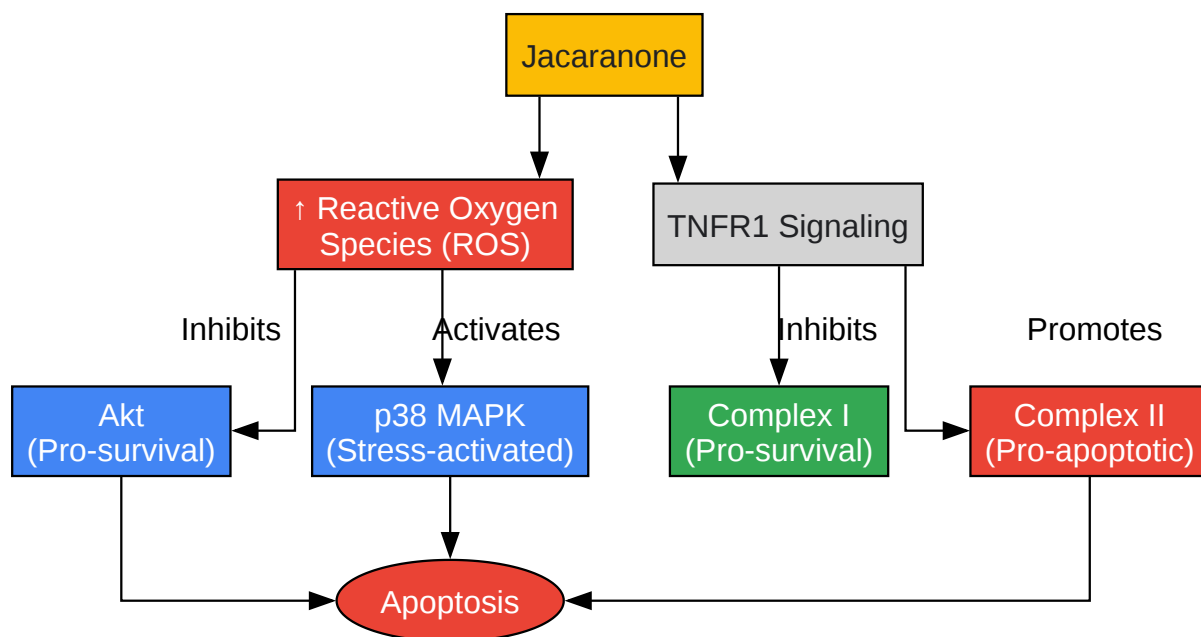 Jacaranone
↑ Reactive Oxygen
Species (ROS)
TNFR1 Signaling
Inhibits
Activates
Inhibits
Promotes
Akt
(Pro-survival)
p38 MAPK
(Stress-activated)
Complex I
(Pro-survival)
Complex II
(Pro-apoptotic)
Apoptosis